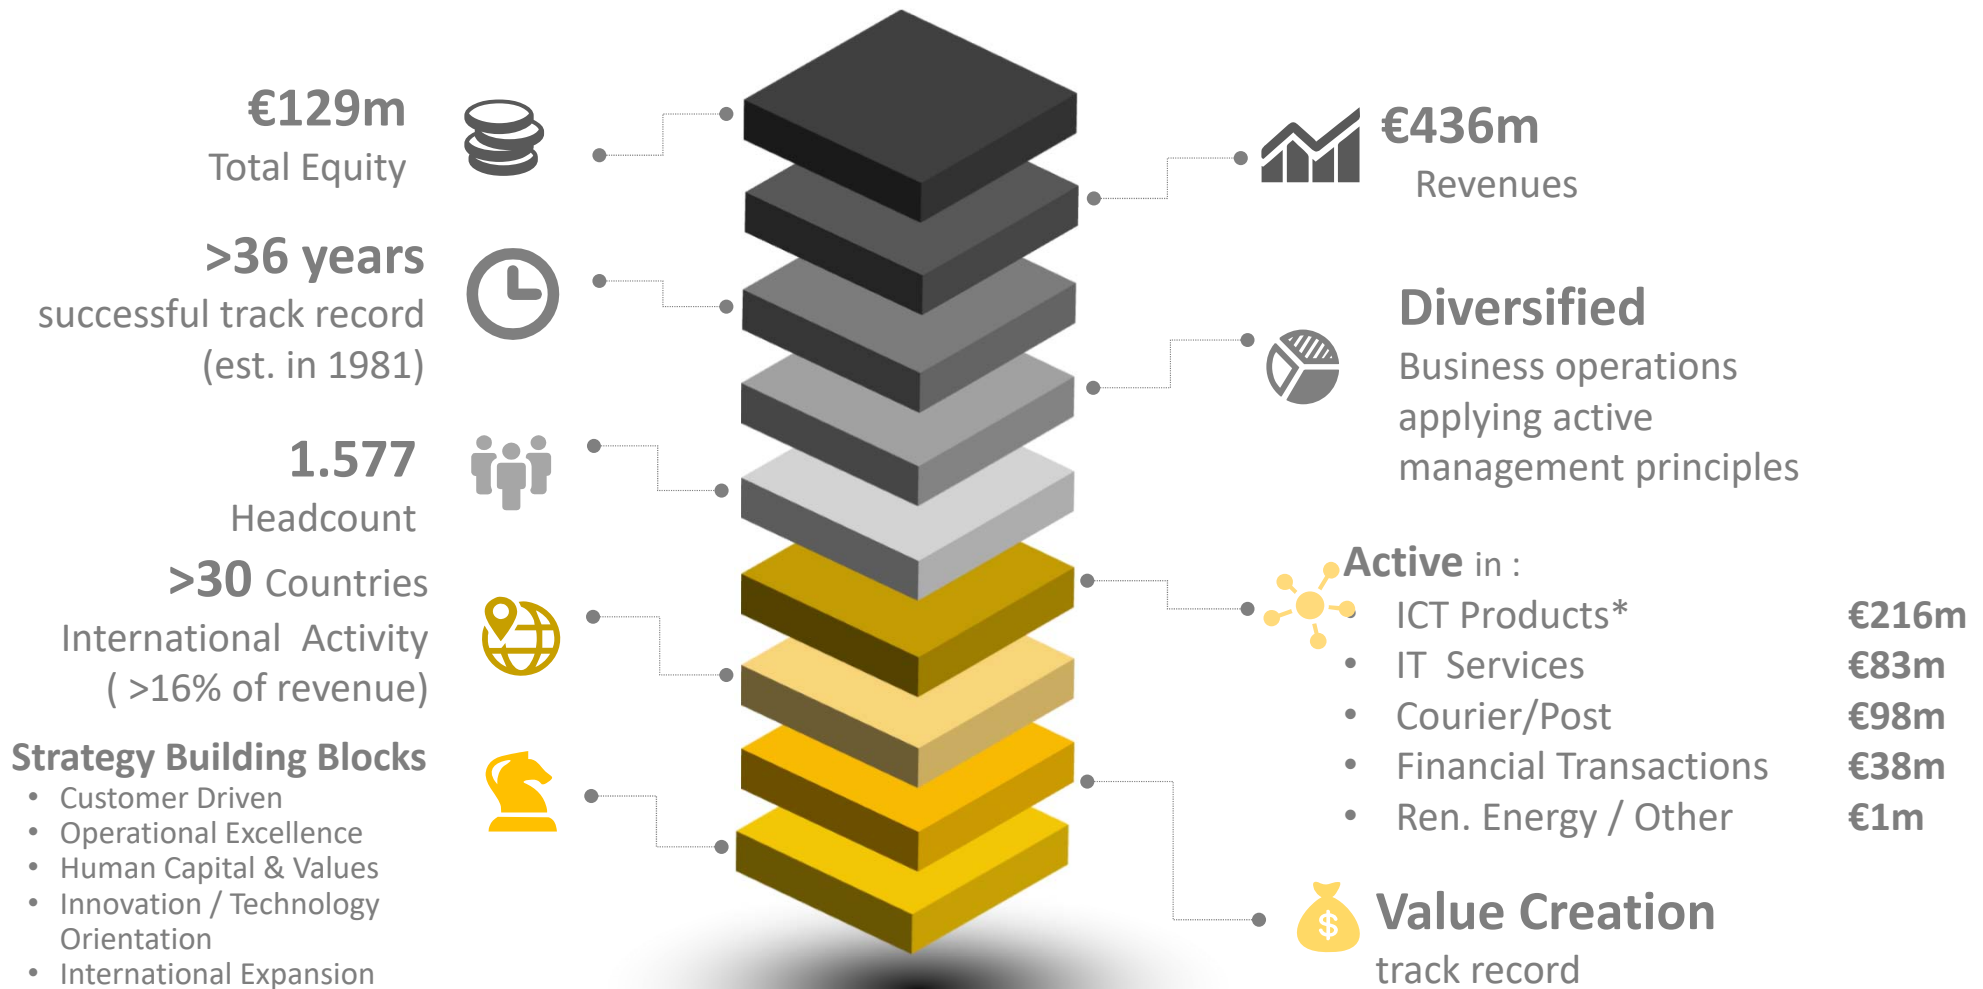 €129m
Total Equity
>36 years
successful track record
(est. in 1981)
1.577
Headcount
>30 Countries
International Activity
( >16% of revenue)
Strategy Building Blocks
• Customer Driven
• Operational Excellence
• Human Capital & Values
• Innovation / Technology
Orientation
• International Expansion
€436m
Revenues
Diversified
Business operations
applying active
management principles
Active in :
• ICT Products* €216m
• IT Services €83m
• Courier/Post €98m
• Financial Transactions €38m
• Ren. Energy / Other €1m
$
Value Creation
track record